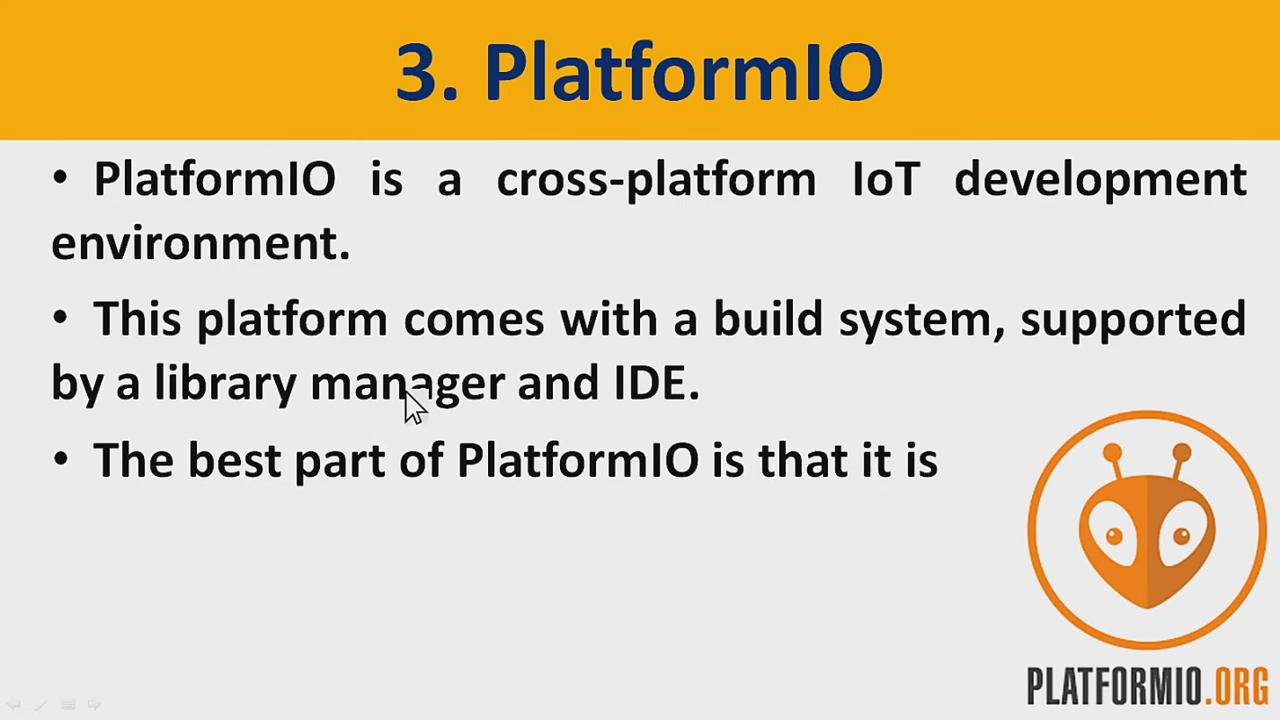 3. PlatformIO
• PlatformIO is a cross-platform IoT development
environment.
• This platform comes with a build system, supported
by a library manager and IDE.
• The best part of PlatformIO is that it is
PLATFORMIO.ORG